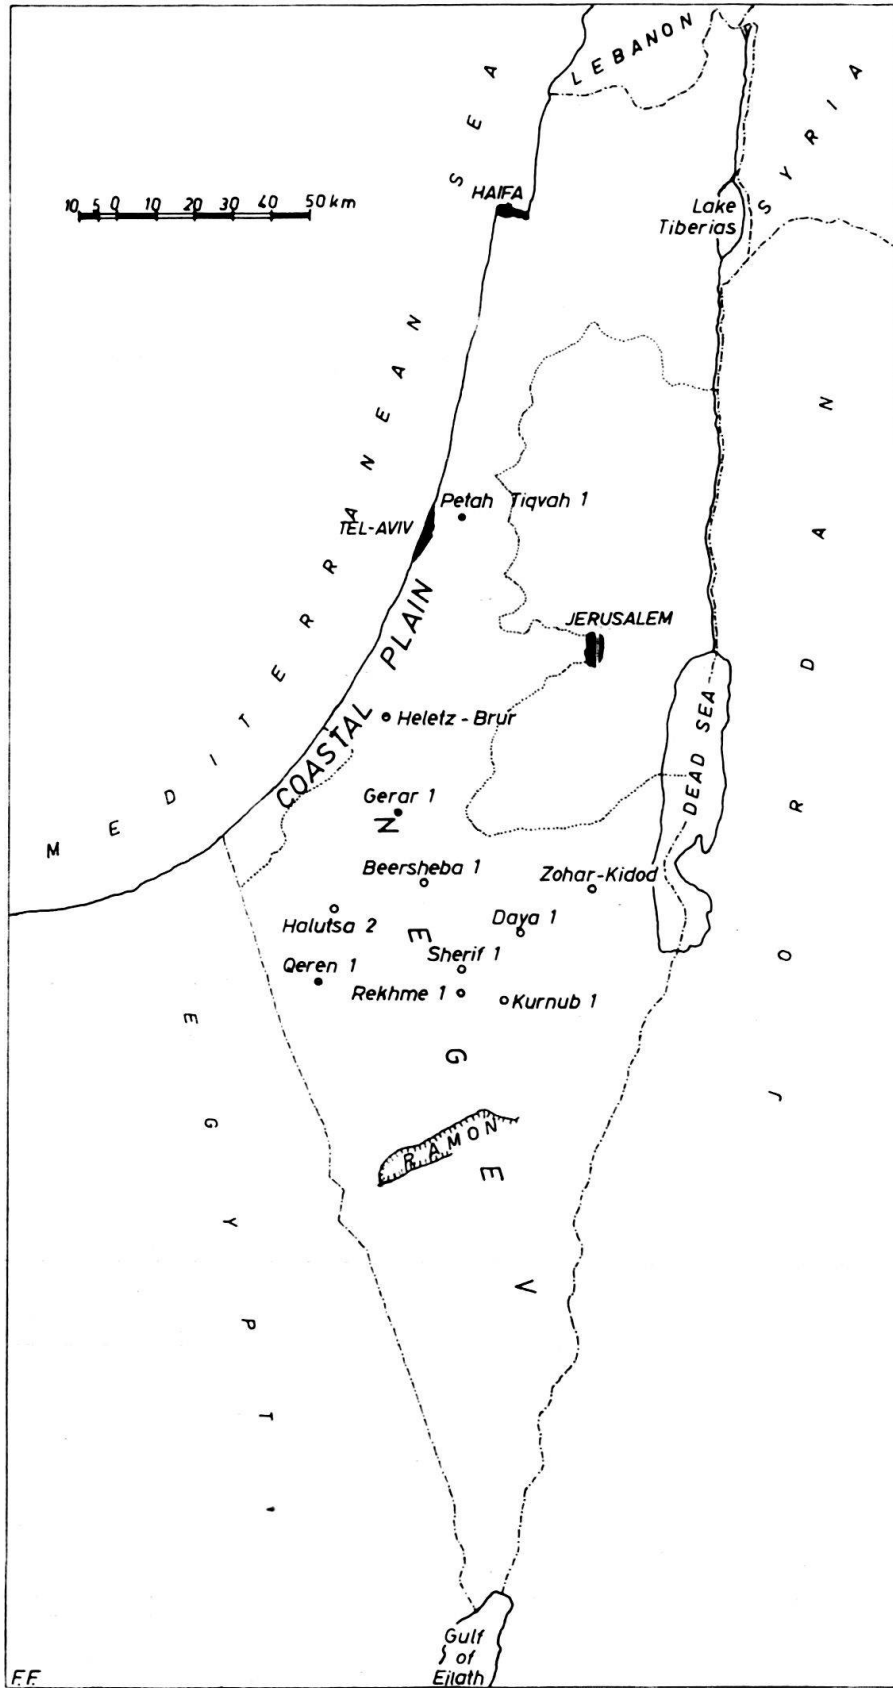 LEBANON
SYRIA
MEDITERRANEAN SEA
HAIFA
10 5 0 10 20 30 40 50 km
Lake
Tiberias
JORDAN
Petah Tiqvah 1
TEL-AVIV
COASTAL PLAIN
JERUSALEM
Heletz - Brur
DEAD SEA
Gerar 1
NEGEV
Beersheba 1
Zohar-Kidod
Halutsa 2
Daya 1
Sherif 1
Qeren 1
Rekhme 1
Kurnub 1
EGYPT
RAMON
Gulf
of
Eilath
F.F.